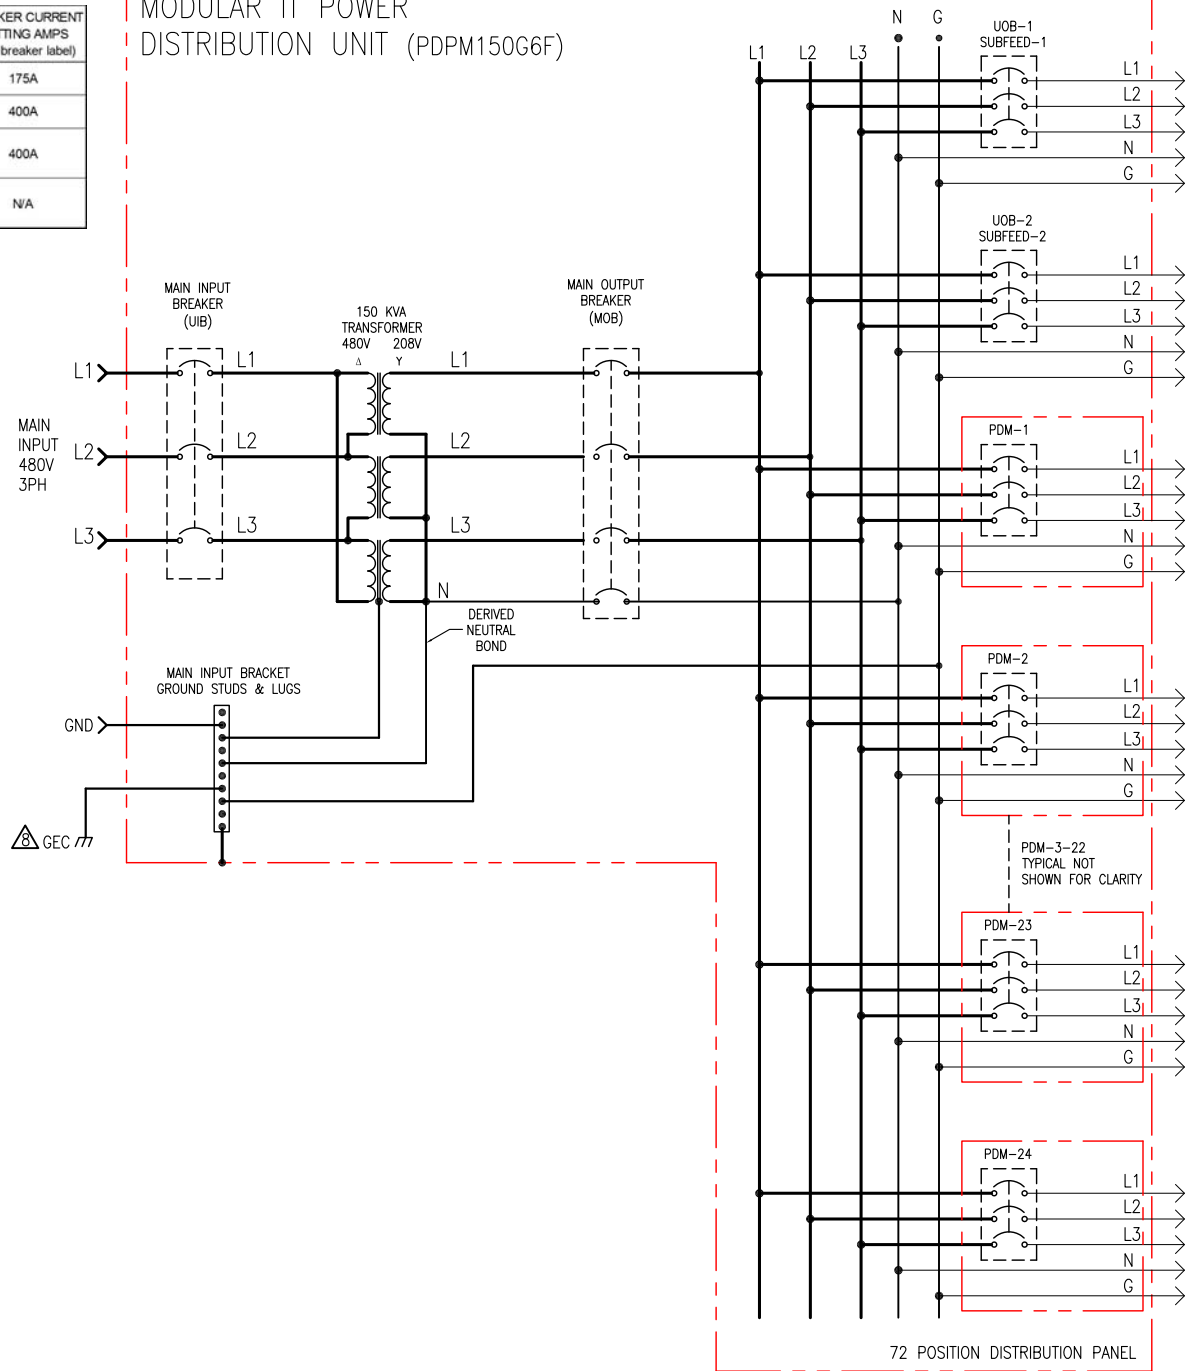 KER CURRENT
TTING AMPS
breaker label)
175A
400A
400A
N/A
MODULAR II POWER
DISTRIBUTION UNIT (PDPM150G6F)
N G
L1 L2 L3
UOB-1
SUBFEED-1
L1
L2
L3
N
G
UOB-2
SUBFEED-2
L1
L2
L3
N
G
MAIN INPUT
BREAKER
(UIB)
150 KVA
TRANSFORMER
480V 208V
Δ Y
MAIN OUTPUT
BREAKER
(MOB)
L1 L1 L1
MAIN
INPUT
480V
3PH
L2 L2 L2
L3 L3 L3
N
DERIVED
NEUTRAL
BOND
PDM-1
L1
L2
L3
N
G
MAIN INPUT BRACKET
GROUND STUDS & LUGS
GND
8 GEC
PDM-2
L1
L2
L3
N
G
PDM-3-22
TYPICAL NOT
SHOWN FOR CLARITY
PDM-23
L1
L2
L3
N
G
PDM-24
L1
L2
L3
N
G
72 POSITION DISTRIBUTION PANEL